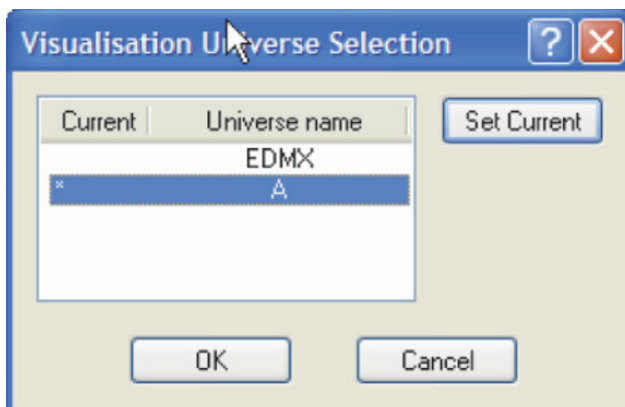 Visualisation Universe Selection
Current Universe name Set Current
EDMX
* A
OK Cancel